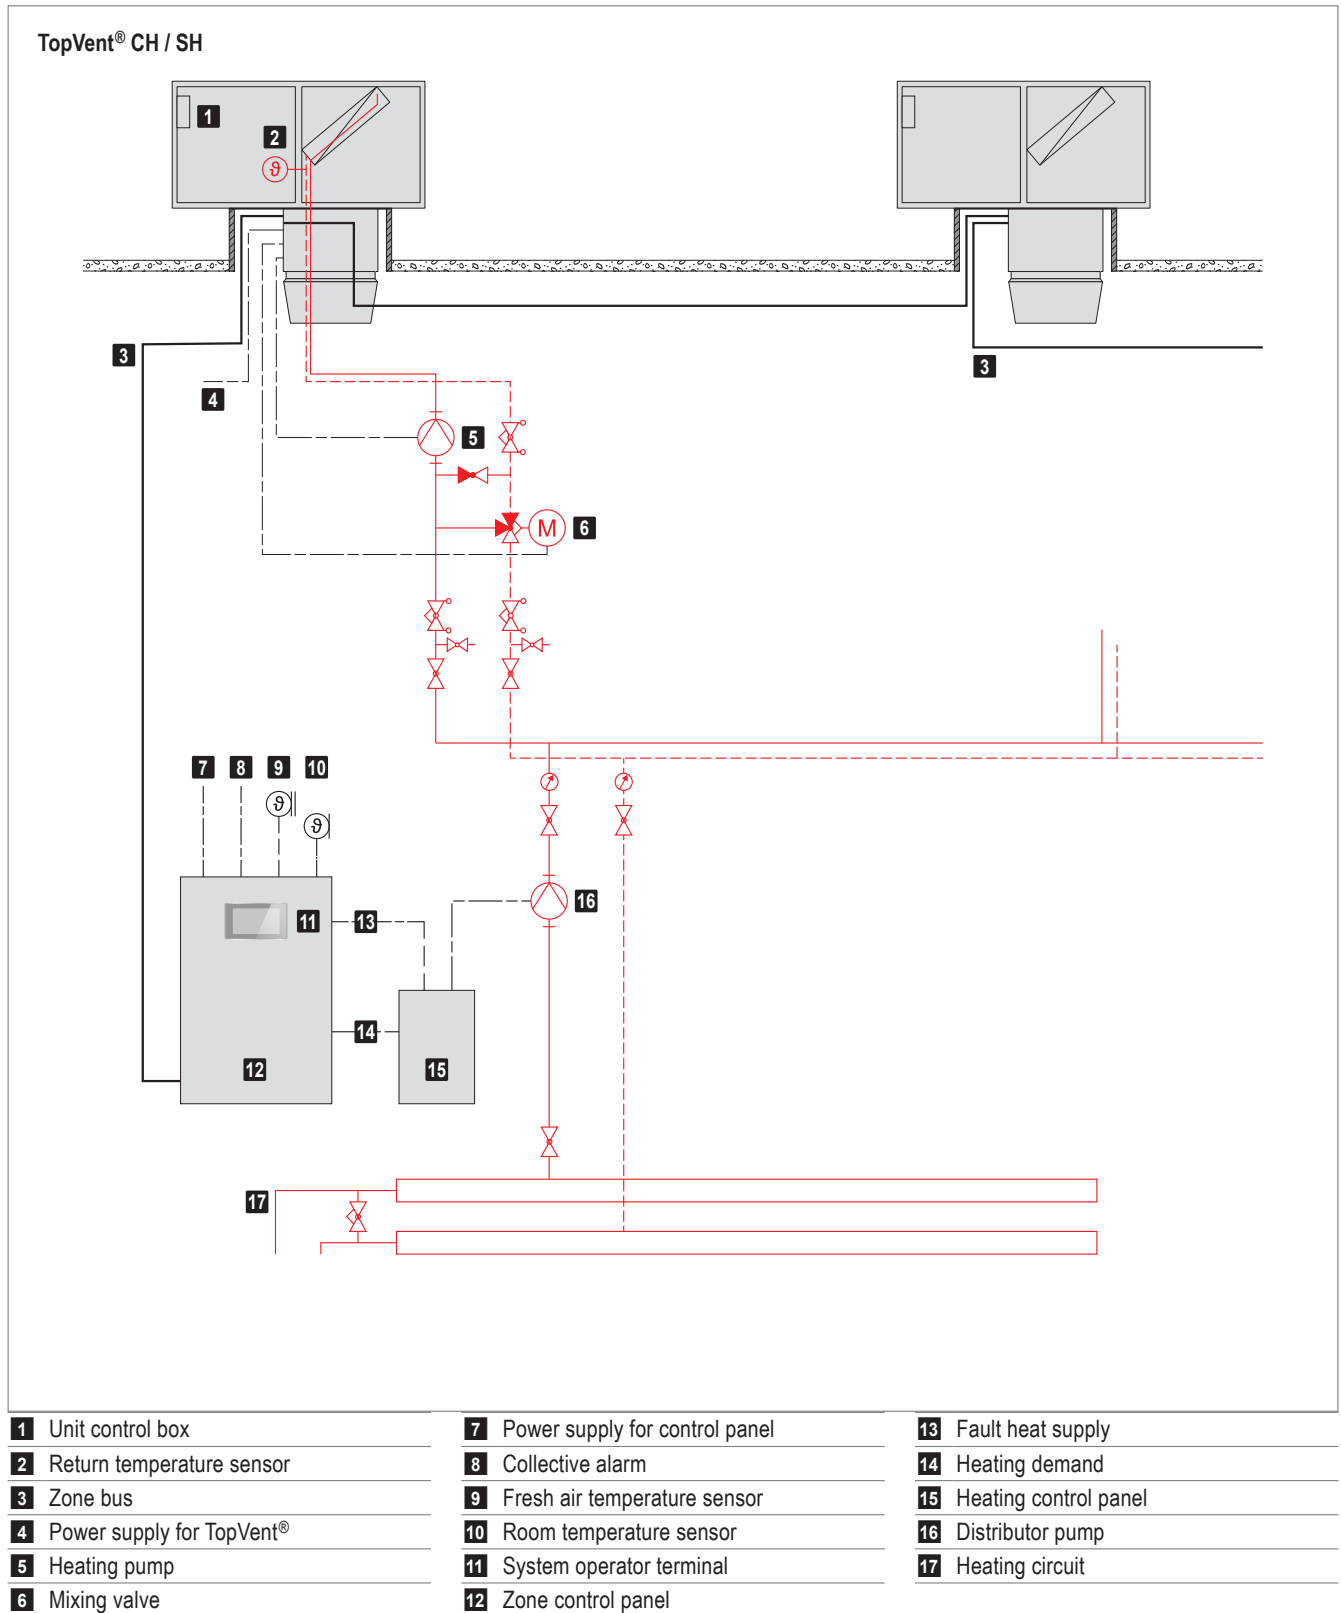 TopVent® CH / SH
1
2
ϑ
3
3
4
5
M
6
7
8
9
10
ϑ
ϑ
11
13
16
14
12
15
17
1 Unit control box
2 Return temperature sensor
3 Zone bus
4 Power supply for TopVent®
5 Heating pump
6 Mixing valve
7 Power supply for control panel
8 Collective alarm
9 Fresh air temperature sensor
10 Room temperature sensor
11 System operator terminal
12 Zone control panel
13 Fault heat supply
14 Heating demand
15 Heating control panel
16 Distributor pump
17 Heating circuit